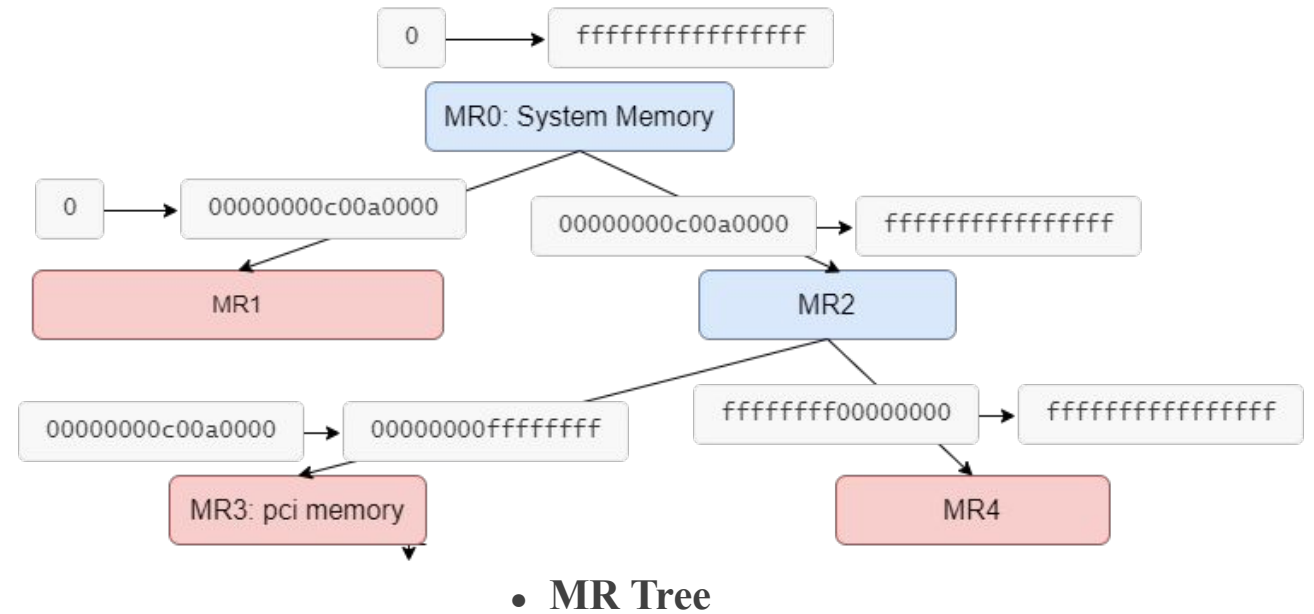 0 ffffffffffffffff
MR0: System Memory
0 00000000c00a0000
00000000c00a0000 ffffffffffffffff
MR1
MR2
00000000c00a0000 00000000ffffffff
ffffffff00000000 ffffffffffffffff
MR3: pci memory
MR4
• MR Tree